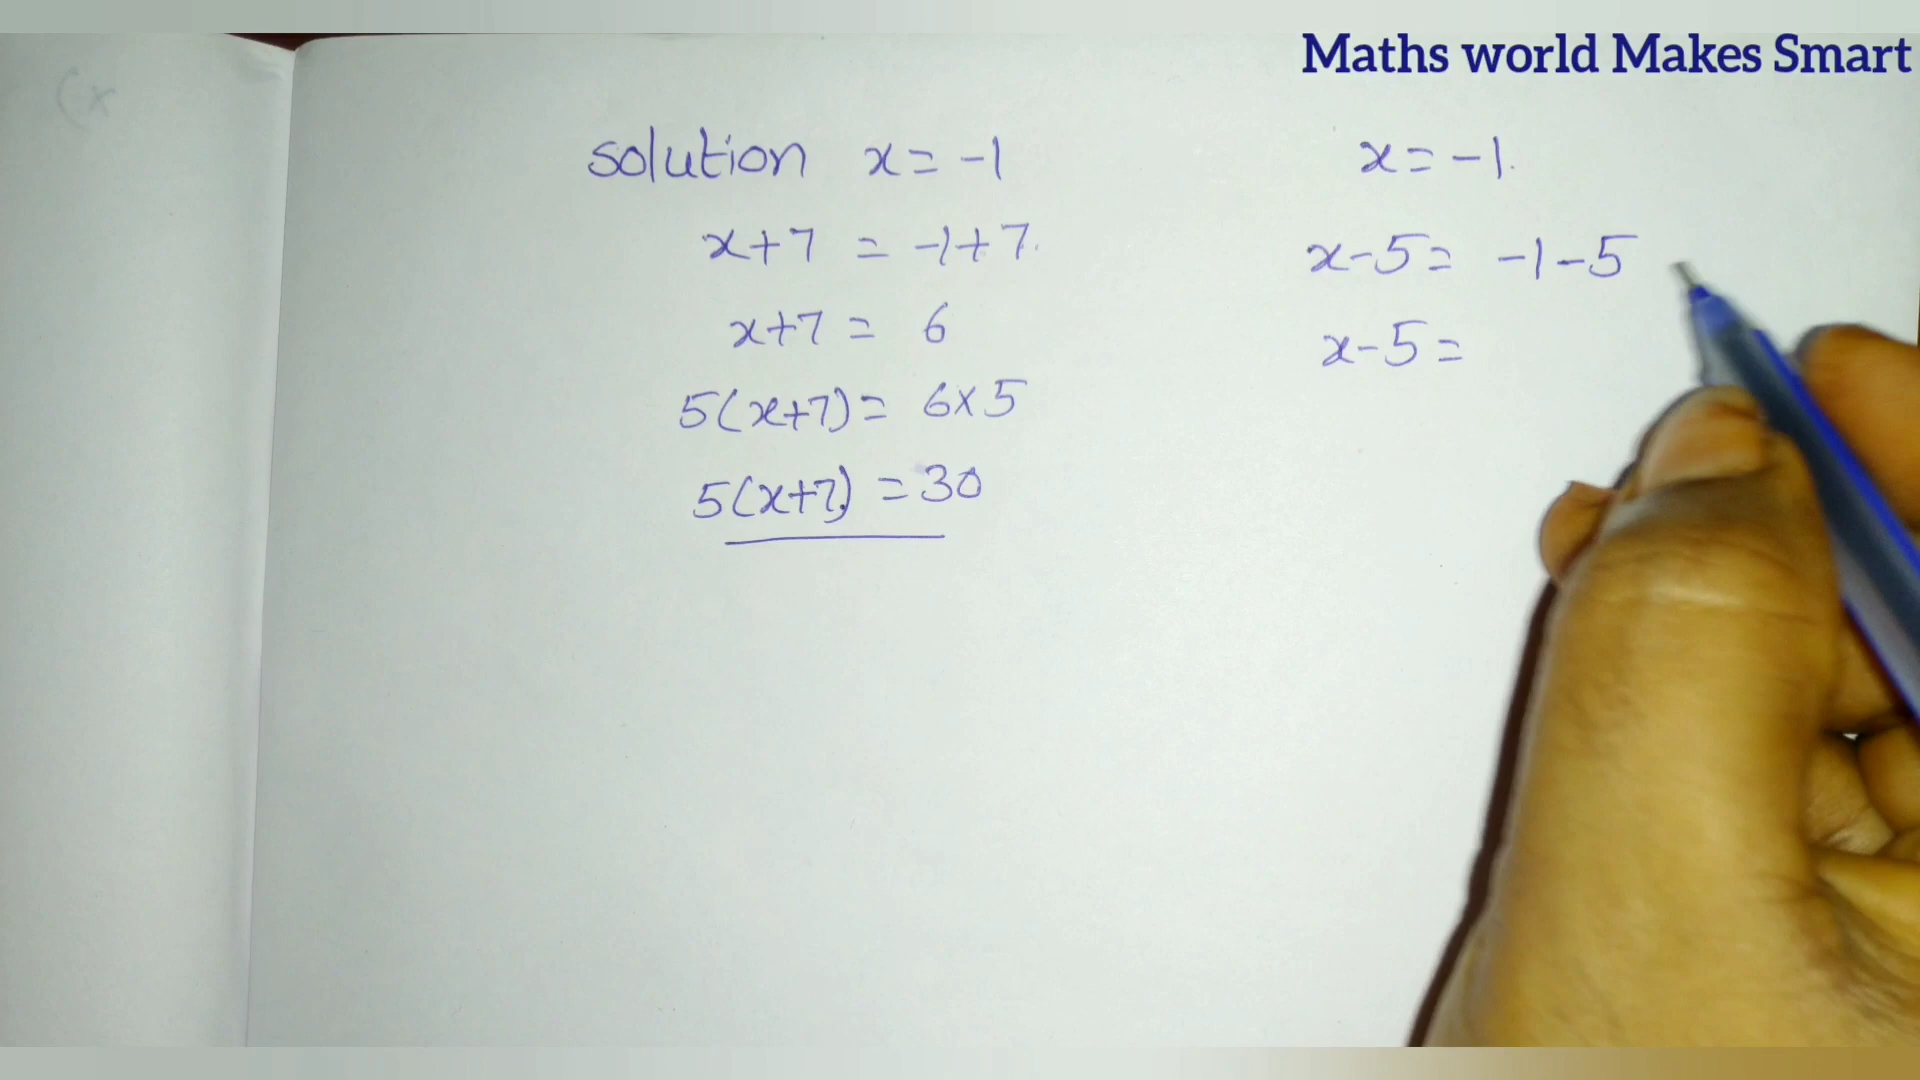 Maths world Makes Smart
(x
solution x = -1
x+7 = -1+7.
x+7 = 6
5(x+7) = 6×5
5(x+7) = 30
x = -1.
x-5 = -1-5
x-5 =